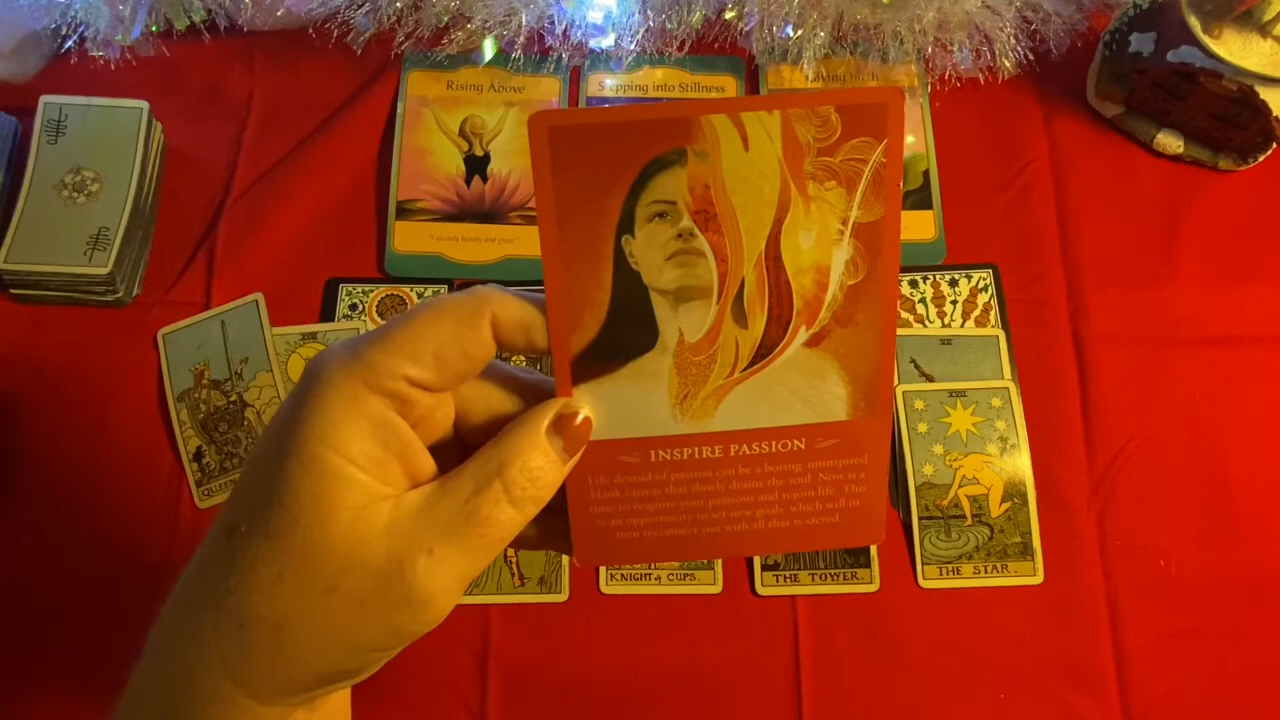 Rising Above
Stepping into Stillness
Giving Birth
INSPIRE PASSION
Life devoid of passion can be a boring, uninspired
blank canvas that slowly drains the soul. Now is a
time to reignite your passions and rejoin life. This
is an opportunity to set new goals, which will in
turn reconnect you with all that is sacred
QUEEN
XVII
KNIGHT of CUPS.
THE TOWER.
THE STAR.